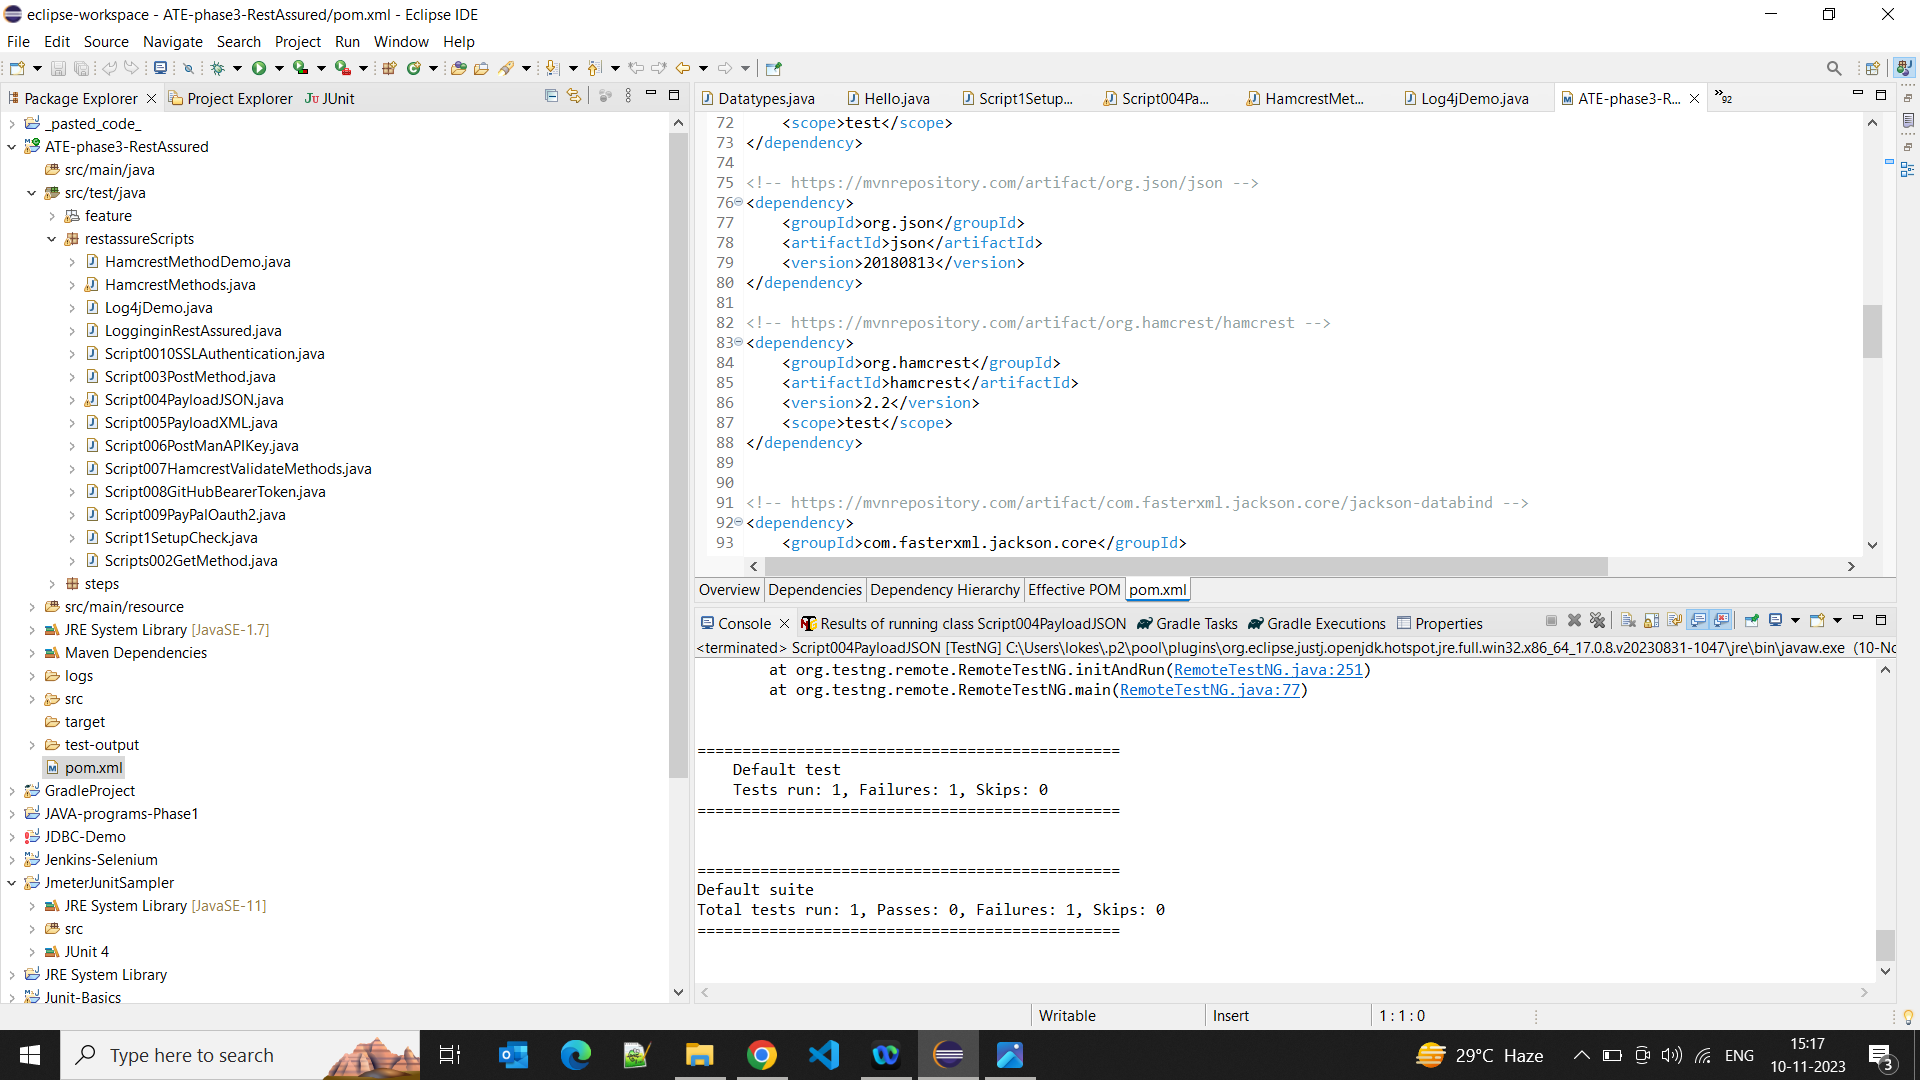 eclipse-workspace - ATE-phase3-RestAssured/pom.xml - Eclipse IDE
File Edit Source Navigate Search Project Run Window Help
Package Explorer Project Explorer JUnit
_pasted_code_
ATE-phase3-RestAssured
src/main/java
src/test/java
feature
restassureScripts
HamcrestMethodDemo.java
HamcrestMethods.java
Log4jDemo.java
LogginginRestAssured.java
Script0010SSLAuthentication.java
Script003PostMethod.java
Script004PayloadJSON.java
Script005PayloadXML.java
Script006PostManAPIKey.java
Script007HamcrestValidateMethods.java
Script008GitHubBearerToken.java
Script009PayPalOauth2.java
Script1SetupCheck.java
Scripts002GetMethod.java
steps
src/main/resource
JRE System Library [JavaSE-1.7]
Maven Dependencies
logs
src
target
test-output
pom.xml
GradleProject
JAVA-programs-Phase1
JDBC-Demo
Jenkins-Selenium
JmeterJunitSampler
JRE System Library [JavaSE-11]
src
JUnit 4
JRE System Library
Junit-Basics
Datatypes.java Hello.java Script1Setup... Script004Pa... HamcrestMet... Log4jDemo.java ATE-phase3-R... »92
72 <scope>test</scope>
73 </dependency>
74
75 <!-- https://mvnrepository.com/artifact/org.json/json -->
76 <dependency>
77 <groupId>org.json</groupId>
78 <artifactId>json</artifactId>
79 <version>20180813</version>
80 </dependency>
81
82 <!-- https://mvnrepository.com/artifact/org.hamcrest/hamcrest -->
83 <dependency>
84 <groupId>org.hamcrest</groupId>
85 <artifactId>hamcrest</artifactId>
86 <version>2.2</version>
87 <scope>test</scope>
88 </dependency>
89
90
91 <!-- https://mvnrepository.com/artifact/com.fasterxml.jackson.core/jackson-databind -->
92 <dependency>
93 <groupId>com.fasterxml.jackson.core</groupId>
Overview Dependencies Dependency Hierarchy Effective POM pom.xml
Console Results of running class Script004PayloadJSON Gradle Tasks Gradle Executions Properties
<terminated> Script004PayloadJSON [TestNG] C:\Users\lokes\.p2\pool\plugins\org.eclipse.justj.openjdk.hotspot.jre.full.win32.x86_64_17.0.8.v20230831-1047\jre\bin\javaw.exe (10-No
at org.testng.remote.RemoteTestNG.initAndRun(RemoteTestNG.java:251)
at org.testng.remote.RemoteTestNG.main(RemoteTestNG.java:77)
===============================================
Default test
Tests run: 1, Failures: 1, Skips: 0
===============================================
===============================================
Default suite
Total tests run: 1, Passes: 0, Failures: 1, Skips: 0
===============================================
Writable Insert 1 : 1 : 0
Type here to search
29°C Haze ENG
15:17
10-11-2023
3